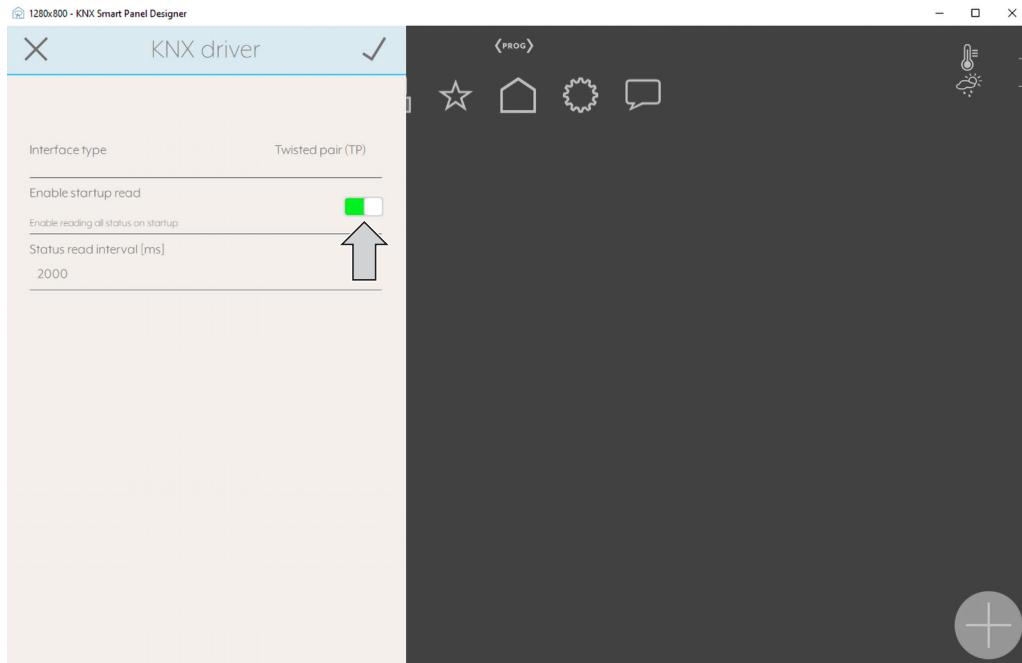 1280x800 - KNX Smart Panel Designer
KNX driver
PROG
Interface type
Twisted pair (TP)
Enable startup read
Enable reading all status on startup
Status read interval [ms]
2000